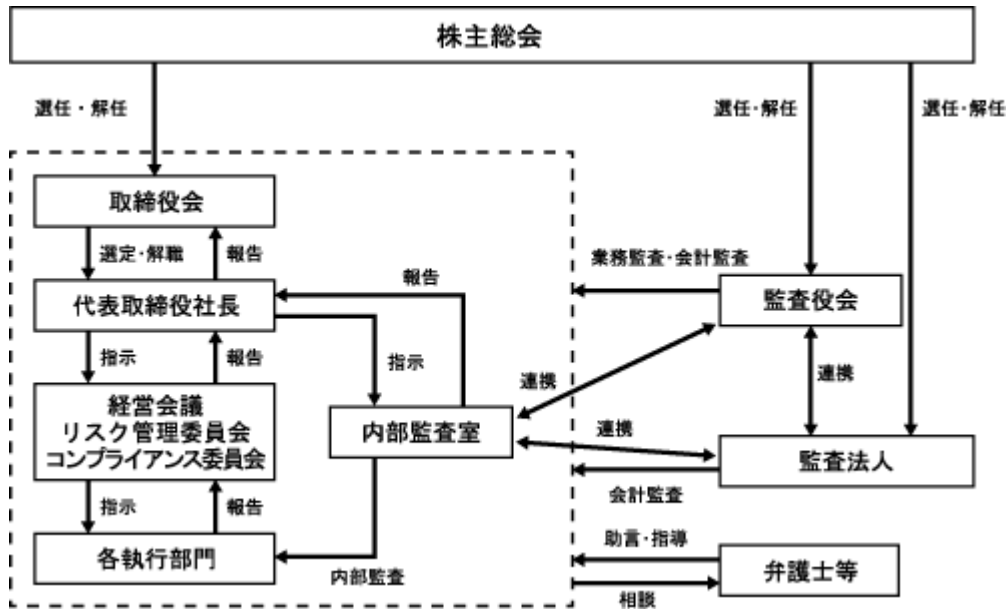 株主総会
選任・解任
選任・解任
選任・解任
取締役会
選定・解職
報告
代表取締役社長
報告
業務監査・会計監査
監査役会
指示
報告
指示
連携
連携
経営会議
リスク管理委員会
コンプライアンス委員会
内部監査室
連携
監査法人
会計監査
指示
報告
各執行部門
内部監査
助言・指導
弁護士等
相談